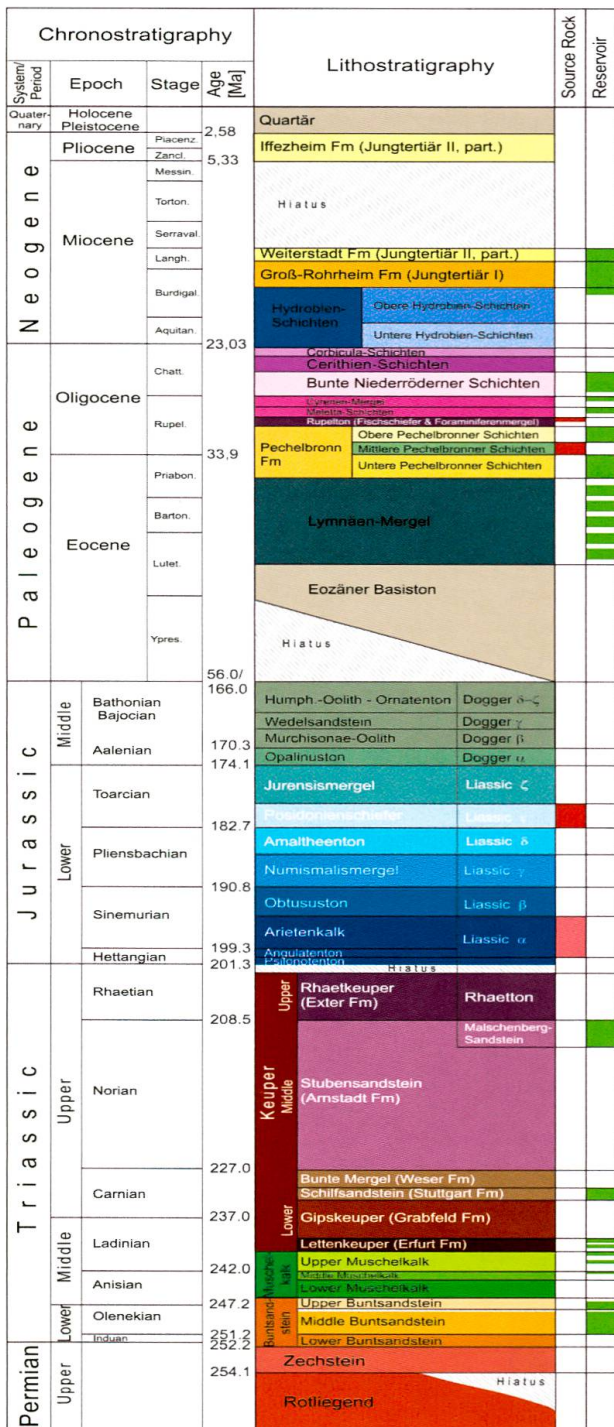 Chronostratigraphy
Lithostratigraphy
Source Rock
Reservoir
System/
Period
Epoch
Stage
Age
[Ma]
Quater-
nary
Holocene
Pleistocene
2,58
Quartär
Neogene
Pliocene
Piacenz.
Zancl.
5,33
Iffezheim Fm (Jungtertiär II, part.)
Miocene
Messin.
Torton.
Serraval.
Langh.
Burdigal.
Aquitan.
23,03
Hiatus
Weiterstadt Fm (Jungtertiär II, part.)
Groß-Rohrheim Fm (Jungtertiär I)
Hydrobien-
Schichten
Obere Hydrobien-Schichten
Untere Hydrobien-Schichten
Corbicula-Schichten
Cerithien-Schichten
Paleogene
Oligocene
Chatt.
Rupel.
33,9
Bunte Niederröderner Schichten
Cyrenen-Mergel
Meletta-Schichten
Rupelton (Fischschiefer & Foraminiferenmergel)
Pechelbronn
Fm
Obere Pechelbronner Schichten
Mittlere Pechelbronner Schichten
Untere Pechelbronner Schichten
Eocene
Priabon.
Barton.
Lutet.
Ypres.
56.0/
Lymnäen-Mergel
Eozäner Basiston
Hiatus
Jurassic
Middle
166.0
Bathonian
Bajocian
Aalenian
170.3
174.1
Humph.-Oolith - Ornatenton
Dogger δ-ζ
Wedelsandstein
Dogger γ
Murchisonae-Oolith
Dogger β
Opalinuston
Dogger α
Lower
Toarcian
182.7
Jurensismergel
Liassic ζ
Posidonienschiefer
Liassic ε
Pliensbachian
190.8
Amaltheenton
Liassic δ
Numismalismergel
Liassic γ
Sinemurian
199.3
Obtususton
Liassic β
Arietenkalk
Liassic α
Hettangian
201.3
Angulatenton
Psilonotenton
Hiatus
Triassic
Upper
Rhaetian
208.5
Keuper
Upper
Rhaetkeuper
(Exter Fm)
Rhaetton
Malschenberg-
Sandstein
Norian
227.0
Middle
Stubensandstein
(Arnstadt Fm)
Carnian
237.0
Bunte Mergel (Weser Fm)
Schilfsandstein (Stuttgart Fm)
Gipskeuper (Grabfeld Fm)
Middle
Ladinian
242.0
Lower
Lettenkeuper (Erfurt Fm)
Anisian
247.2
Muschel-
kalk
Upper Muschelkalk
Middle Muschelkalk
Lower Muschelkalk
Lower
Olenekian
251.2
Induan
252.2
Buntsand-
stein
Upper Buntsandstein
Middle Buntsandstein
Lower Buntsandstein
Permian
Upper
254.1
Zechstein
Hiatus
Rotliegend